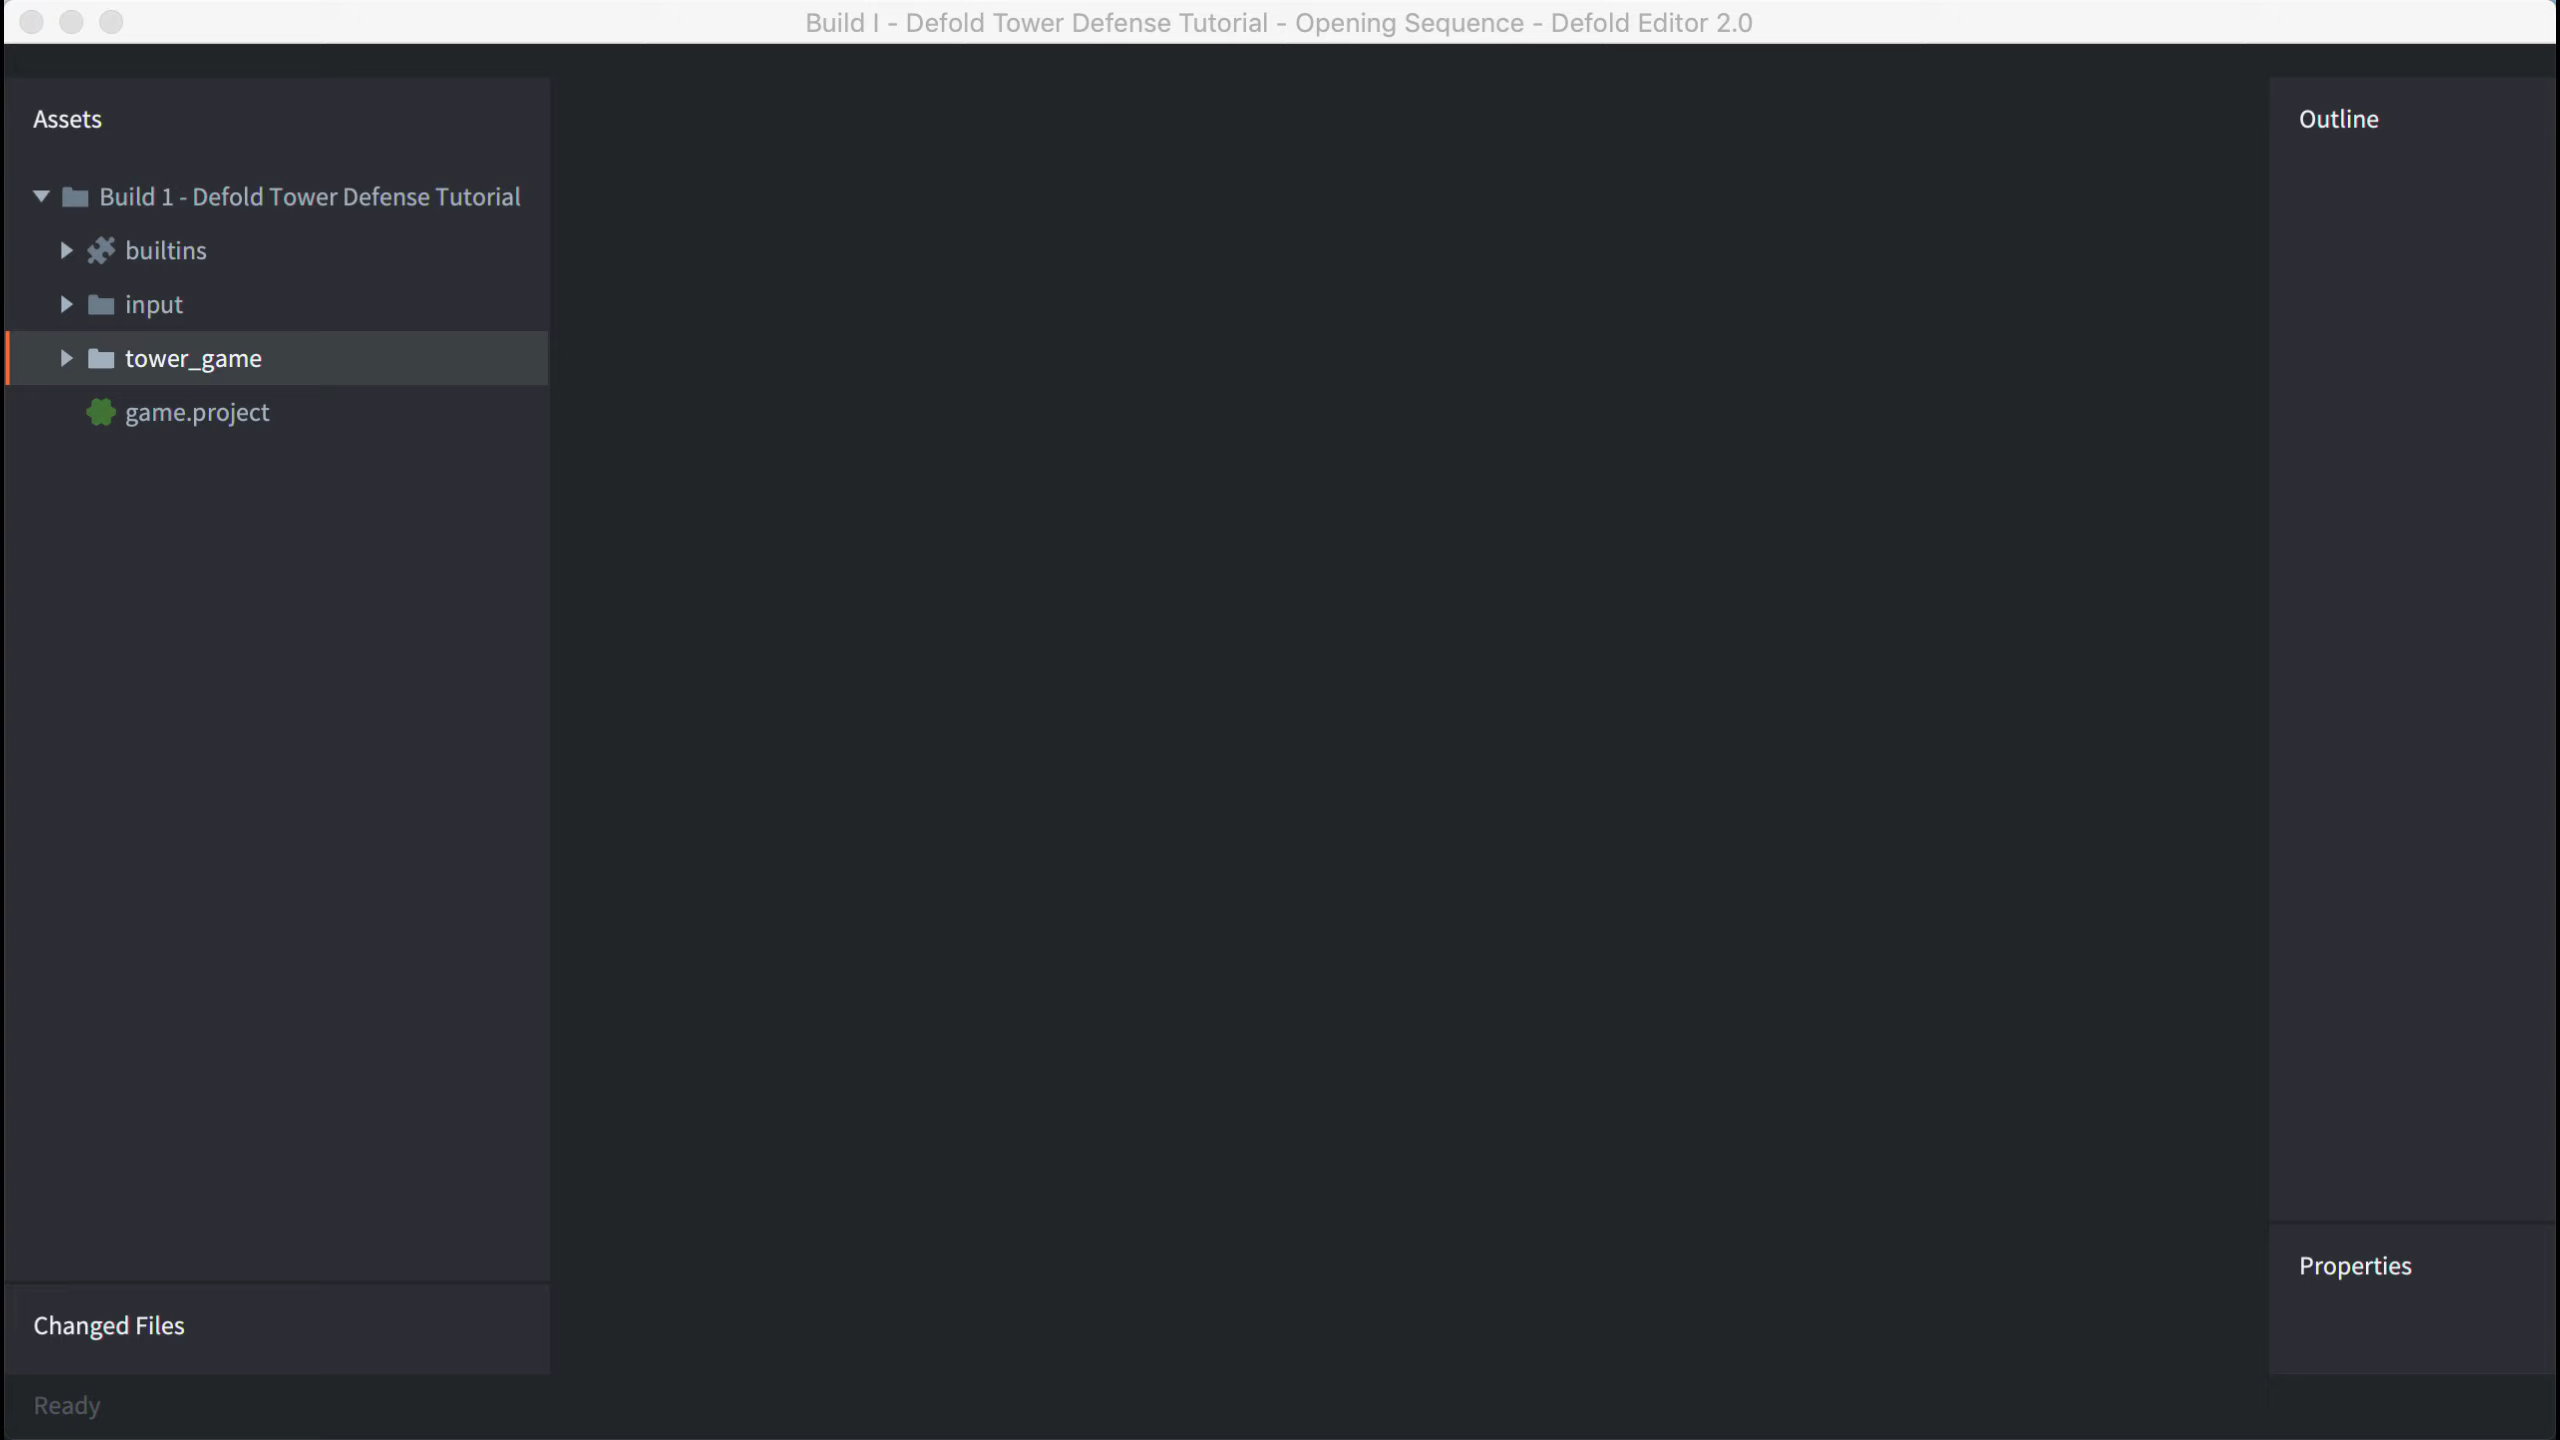 Build I - Defold Tower Defense Tutorial - Opening Sequence - Defold Editor 2.0
Assets
Build 1 - Defold Tower Defense Tutorial
builtins
input
tower_game
game.project
Changed Files
Ready
Outline
Properties